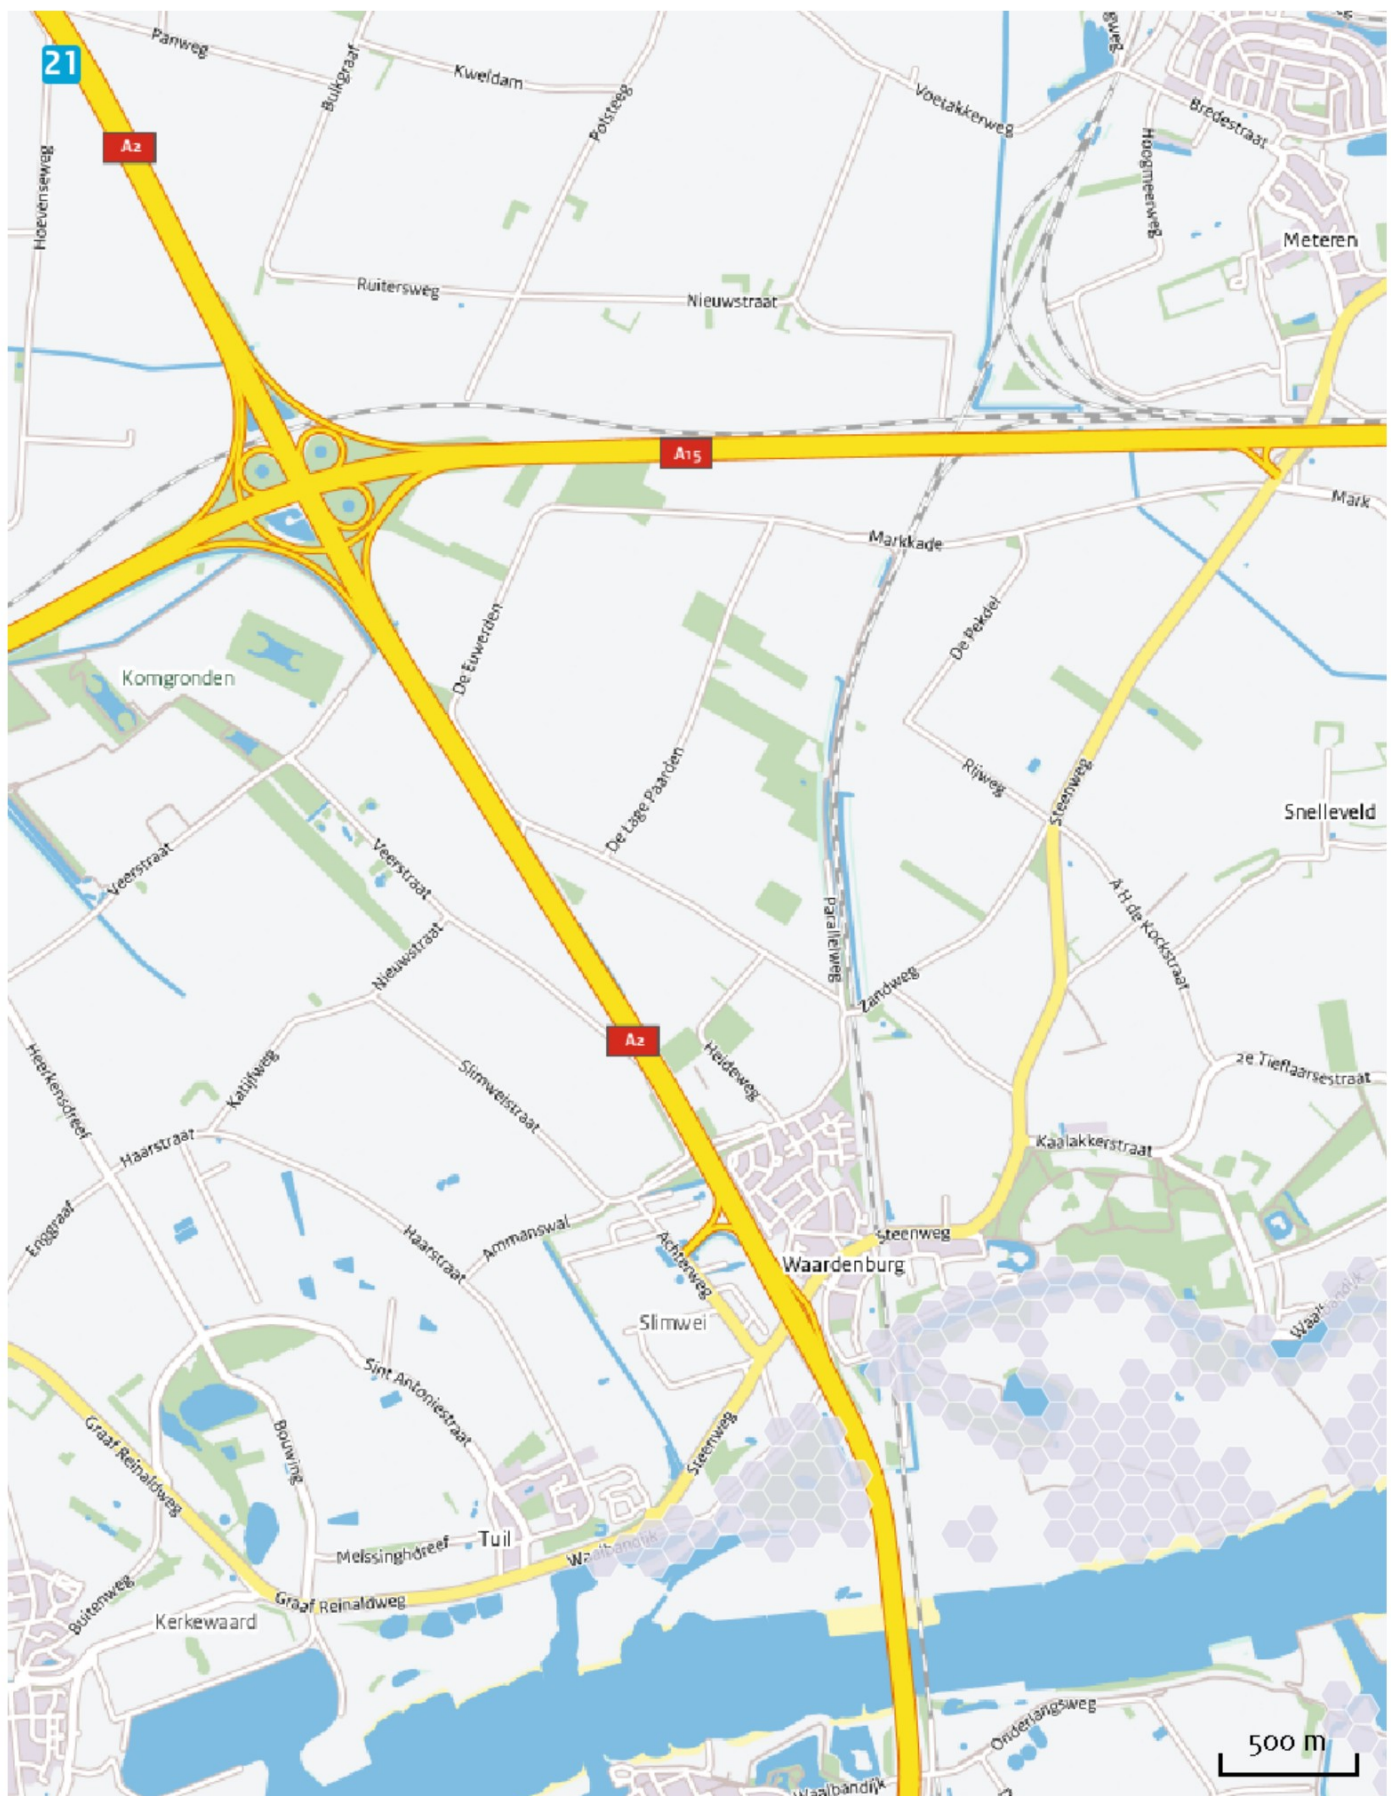 Panweg
21
Bulkgraaf
Kweldam
Potsteeg
Voetakkerweg
Bredestraat
A2
Hoogmeerweg
Hoevenseweg
Meteren
Ruitersweg
Nieuwstraat
A15
Mark
Markkade
De Euwerden
De Pekdel
Komgronden
De Lage Paarden
Rijweg
Steenweg
Snelleveld
Veerstraat
Veerstraat
Parallelweg
A H de Kockstraat
Nieuwstraat
Zandweg
A2
Heerkensdreef
Katijfweg
Slimweistraat
Heideweg
2e Tieflaarsestraat
Haarstraat
Kaalakkerstraat
Enggraaf
Haarstraat
Ammanswal
Achterweg
Steenweg
Waardenburg
Slimwei
Waalbandijk
Sint Antoniestraat
Graaf Reinaldweg
Bouwing
Steenweg
Tuil
Meissinghdreef
Waalbandijk
Buitenweg
Graaf Reinaldweg
Kerkewaard
Onderlangsweg
500 m
Waalbandijk